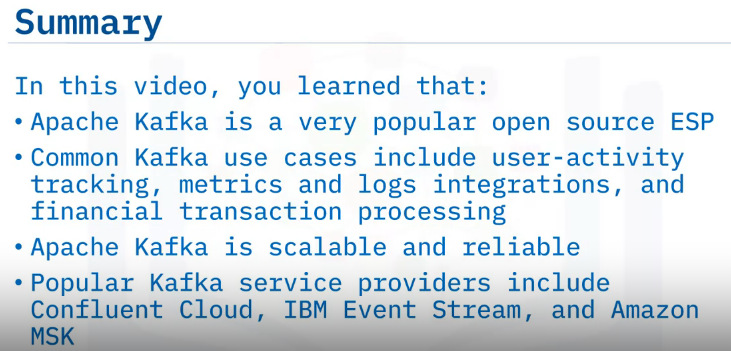 Summary
In this video, you learned that:
• Apache Kafka is a very popular open source ESP
• Common Kafka use cases include user-activity
tracking, metrics and logs integrations, and
financial transaction processing
• Apache Kafka is scalable and reliable
• Popular Kafka service providers include
Confluent Cloud, IBM Event Stream, and Amazon
MSK